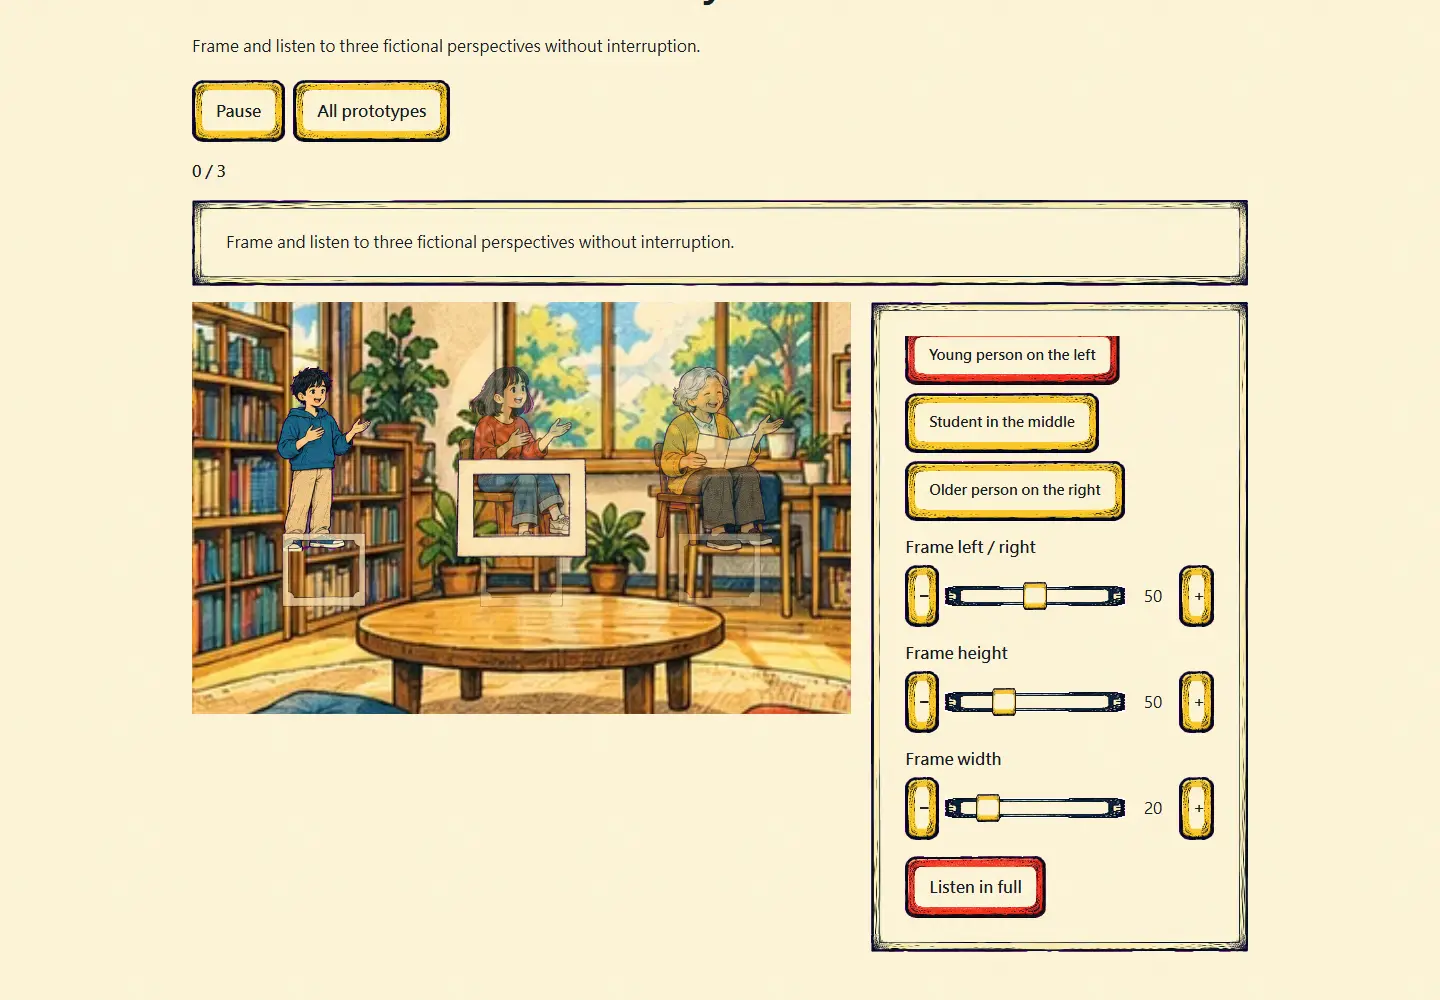 Frame and listen to three fictional perspectives without interruption.
Pause
All prototypes
0 / 3
Frame and listen to three fictional perspectives without interruption.
Young person on the left
Student in the middle
Older person on the right
Frame left / right
−
50
+
Frame height
−
50
+
Frame width
−
20
+
Listen in full